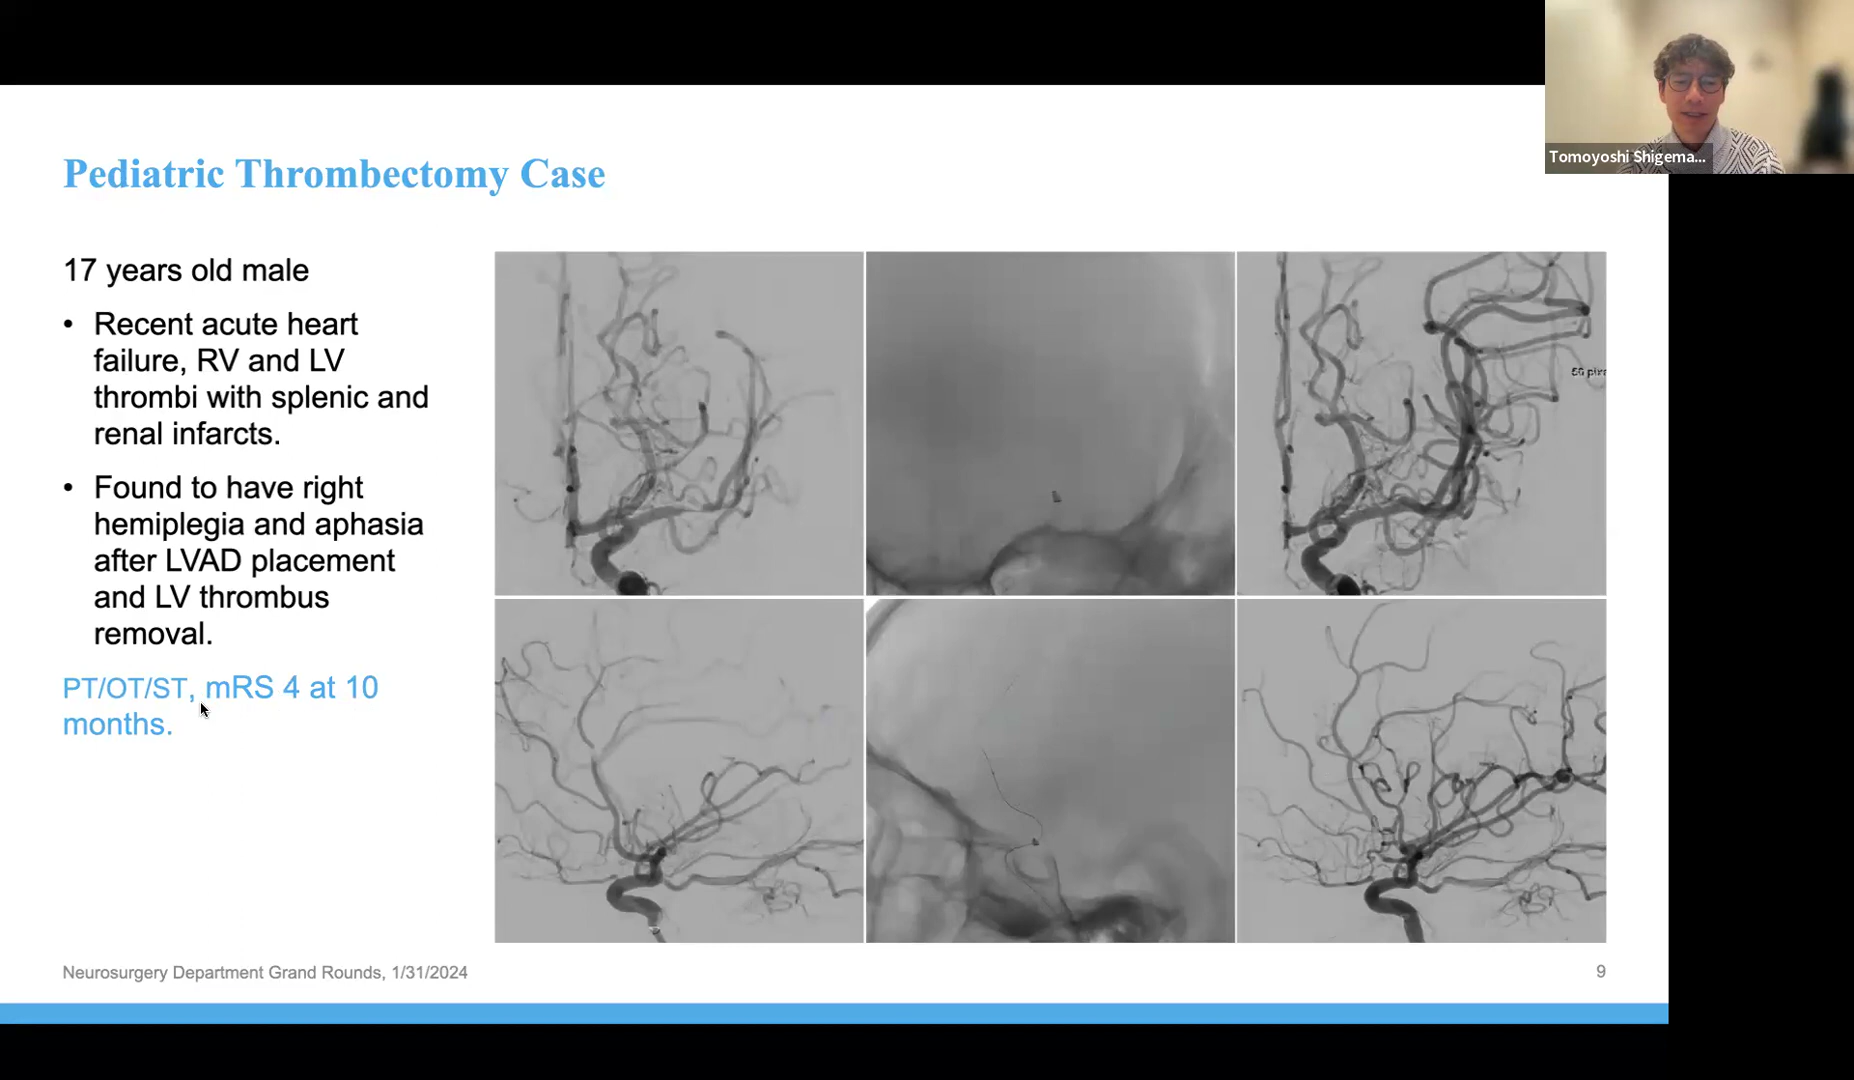 Tomoyoshi Shigema...
Pediatric Thrombectomy Case
17 years old male
• Recent acute heart
failure, RV and LV
thrombi with splenic and
renal infarcts.
• Found to have right
hemiplegia and aphasia
after LVAD placement
and LV thrombus
removal.
PT/OT/ST, mRS 4 at 10
months.
Neurosurgery Department Grand Rounds, 1/31/2024
9